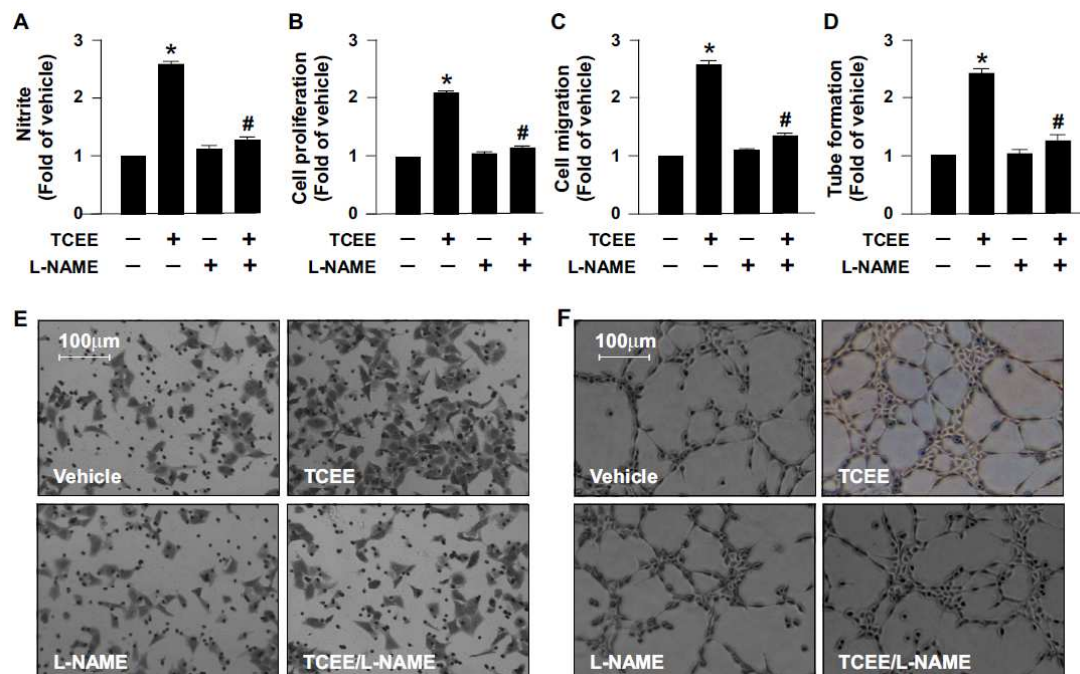 A
Nitrite
(Fold of vehicle)
3
2
1
0
*
#
TCEE − + − +
L-NAME − − + +
B
Cell proliferation
(Fold of vehicle)
3
2
1
0
*
#
TCEE − + − +
L-NAME − − + +
C
Cell migration
(Fold of vehicle)
3
2
1
0
*
#
TCEE − + − +
L-NAME − − + +
D
Tube formation
(Fold of vehicle)
3
2
1
0
*
#
TCEE − + − +
L-NAME − − + +
E
100μm
Vehicle
TCEE
L-NAME
TCEE/L-NAME
F
100μm
Vehicle
TCEE
L-NAME
TCEE/L-NAME